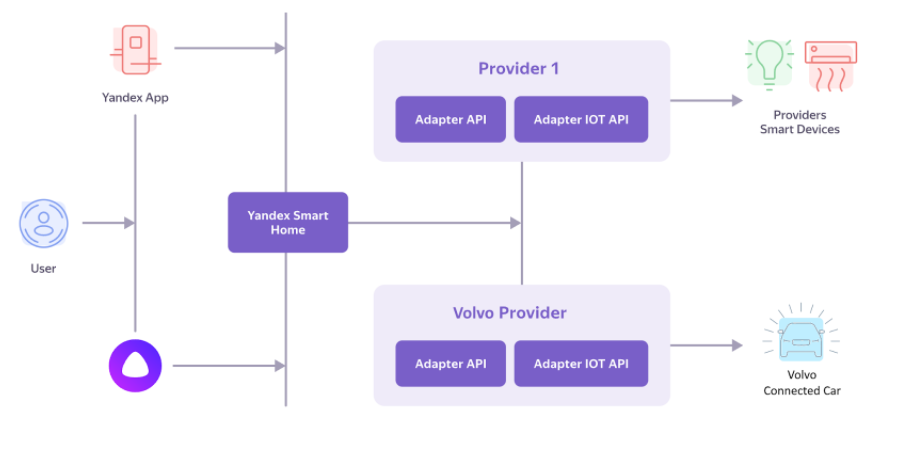 Yandex App
User
Yandex Smart
Home
Provider 1
Adapter API
Adapter IOT API
Providers
Smart Devices
Volvo Provider
Adapter API
Adapter IOT API
Volvo
Connected Car